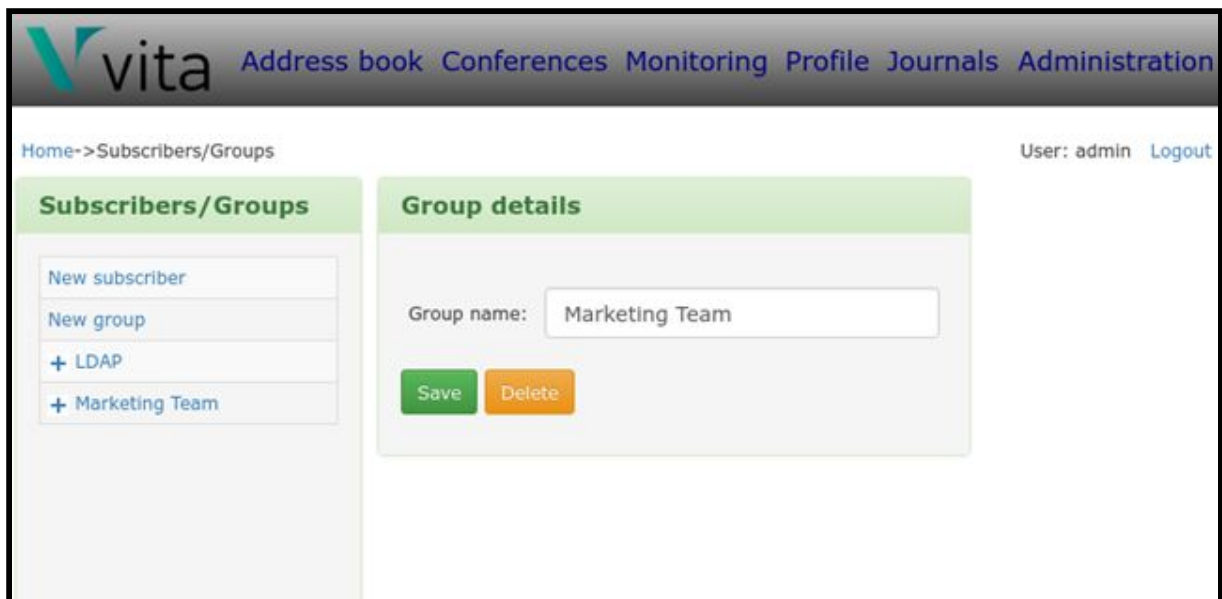 vita Address book Conferences Monitoring Profile Journals Administration
Home->Subscribers/Groups User: admin Logout
Subscribers/Groups
New subscriber
New group
+ LDAP
+ Marketing Team
Group details
Group name: Marketing Team
Save Delete